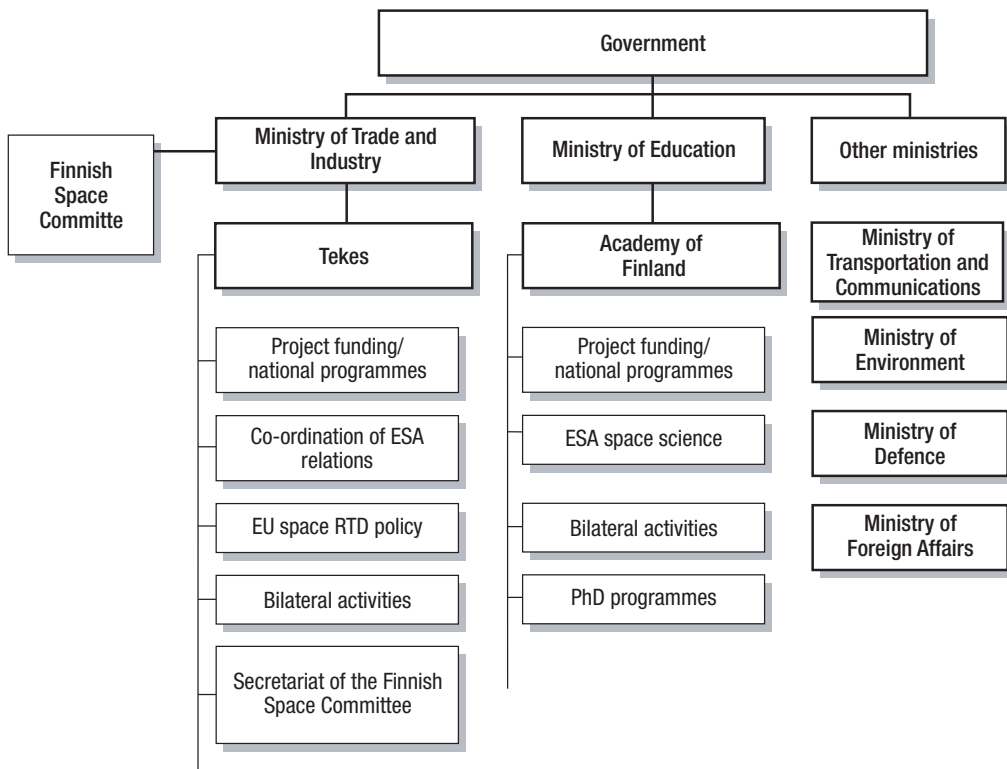 Government
Finnish
Space
Committe
Ministry of Trade and
Industry
Ministry of Education
Other ministries
Tekes
Academy of
Finland
Ministry of
Transportation and
Communications
Project funding/
national programmes
Project funding/
national programmes
Ministry of
Environment
Co-ordination of ESA
relations
ESA space science
Ministry of
Defence
EU space RTD policy
Bilateral activities
Ministry of
Foreign Affairs
Bilateral activities
PhD programmes
Secretariat of the Finnish
Space Committee